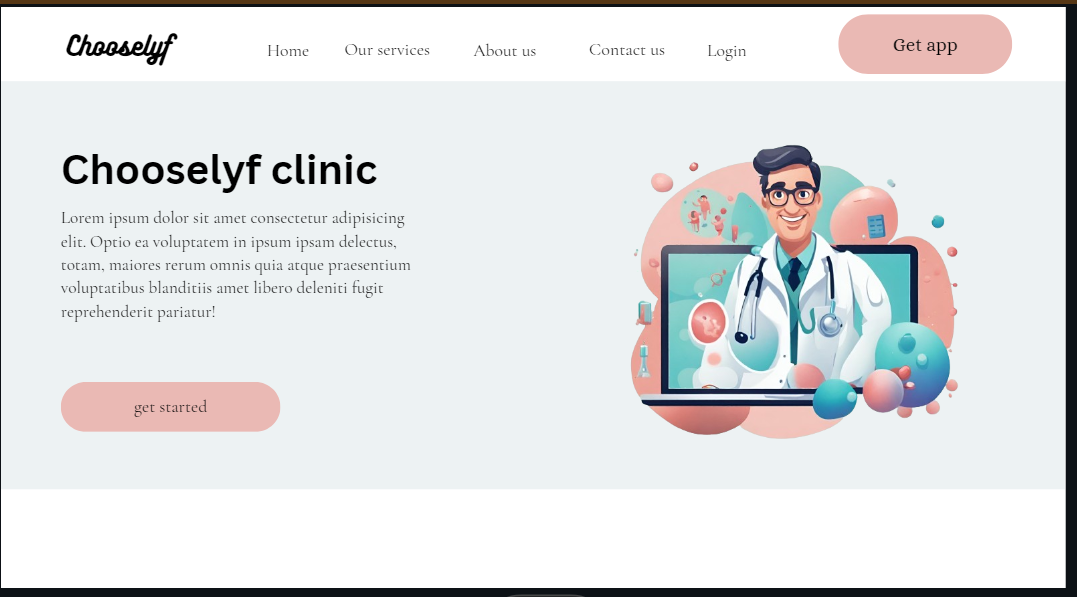 Chooselyf
Home
Our services
About us
Contact us
Login
Get app
Chooselyf clinic
Lorem ipsum dolor sit amet consectetur adipisicing
elit. Optio ea voluptatem in ipsum ipsam delectus,
totam, maiores rerum omnis quia atque praesentium
voluptatibus blanditiis amet libero deleniti fugit
reprehenderit pariatur!
get started